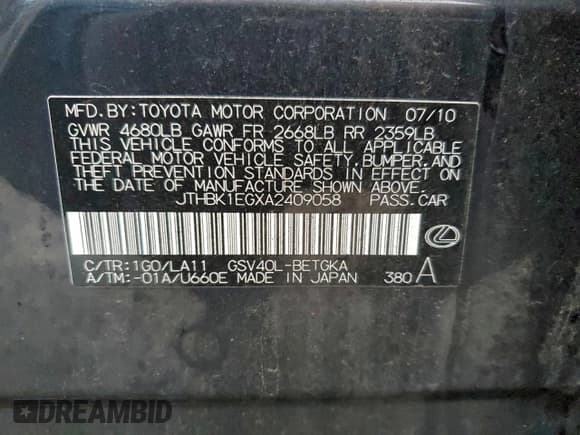 MFD.BY:TOYOTA MOTOR CORPORATION 07/10
GVWR 4680LB GAWR FR 2668LB RR 2359LB
THIS VEHICLE CONFORMS TO ALL APPLICABLE
FEDERAL MOTOR VEHICLE SAFETY,BUMPER,AND
THEFT PREVENTION STANDARDS IN EFFECT ON
THE DATE OF MANUFACTURE SHOWN ABOVE.
JTHBK1EGXA2409058 PASS.CAR
C/TR:1G0/LA11 GSV40L-BETGKA
A/TM:-01A/U660E MADE IN JAPAN 380 A
DREAMBID